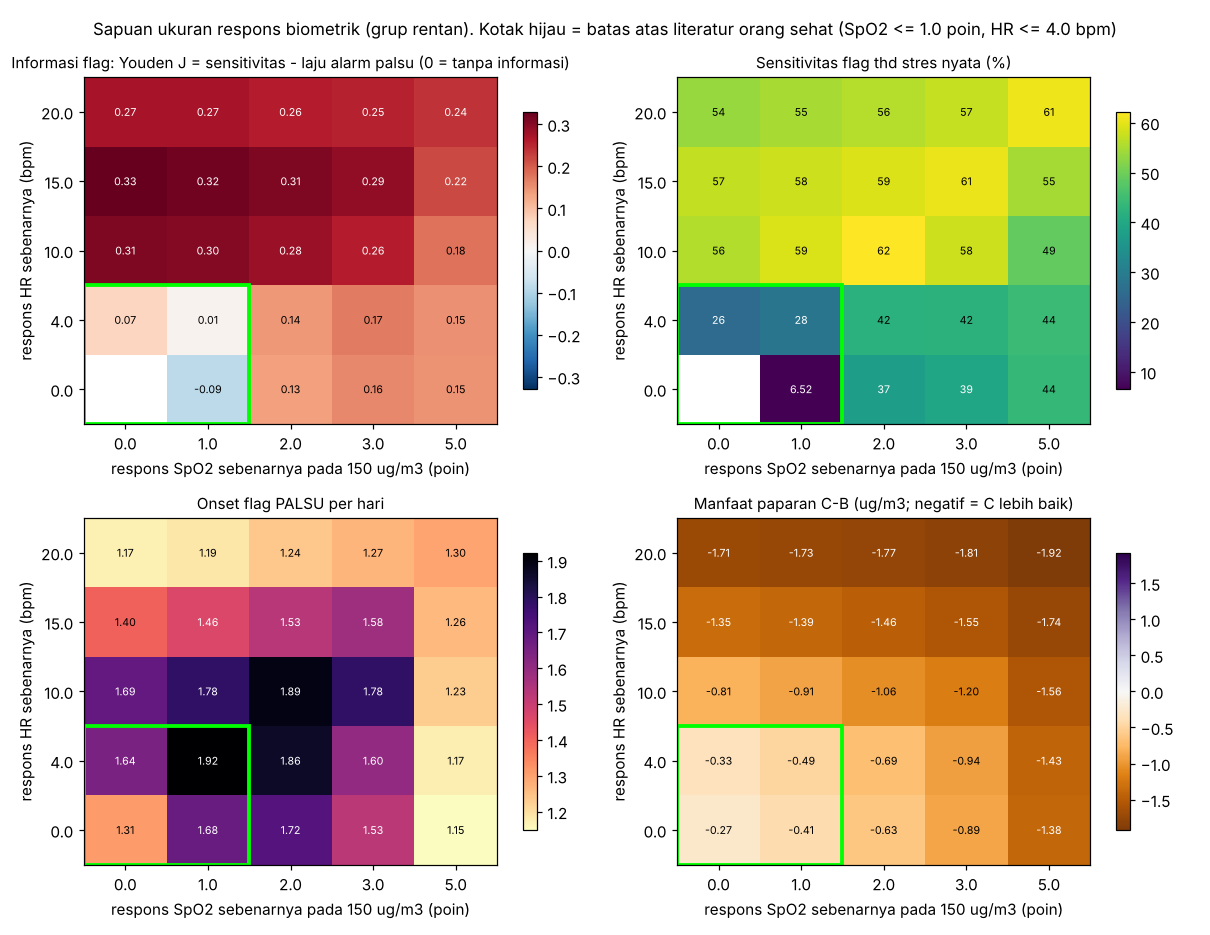 Sapuan ukuran respons biometrik (grup rentan). Kotak hijau = batas atas literatur orang sehat (SpO2 <= 1.0 poin, HR <= 4.0 bpm)
Informasi flag: Youden J = sensitivitas - laju alarm palsu (0 = tanpa informasi)
respons HR sebenarnya (bpm)
20.0 0.27 0.27 0.26 0.25 0.24
15.0 0.33 0.32 0.31 0.29 0.22
10.0 0.31 0.30 0.28 0.26 0.18
4.0 0.07 0.01 0.14 0.17 0.15
0.0 -0.09 0.13 0.16 0.15
0.0 1.0 2.0 3.0 5.0
respons SpO2 sebenarnya pada 150 ug/m3 (poin)
0.3
0.2
0.1
0.0
−0.1
−0.2
−0.3
Sensitivitas flag thd stres nyata (%)
respons HR sebenarnya (bpm)
20.0 54 55 56 57 61
15.0 57 58 59 61 55
10.0 56 59 62 58 49
4.0 26 28 42 42 44
0.0 6.52 37 39 44
0.0 1.0 2.0 3.0 5.0
respons SpO2 sebenarnya pada 150 ug/m3 (poin)
60
50
40
30
20
10
Onset flag PALSU per hari
respons HR sebenarnya (bpm)
20.0 1.17 1.19 1.24 1.27 1.30
15.0 1.40 1.46 1.53 1.58 1.26
10.0 1.69 1.78 1.89 1.78 1.23
4.0 1.64 1.92 1.86 1.60 1.17
0.0 1.31 1.68 1.72 1.53 1.15
0.0 1.0 2.0 3.0 5.0
respons SpO2 sebenarnya pada 150 ug/m3 (poin)
1.9
1.8
1.7
1.6
1.5
1.4
1.3
1.2
Manfaat paparan C-B (ug/m3; negatif = C lebih baik)
respons HR sebenarnya (bpm)
20.0 -1.71 -1.73 -1.77 -1.81 -1.92
15.0 -1.35 -1.39 -1.46 -1.55 -1.74
10.0 -0.81 -0.91 -1.06 -1.20 -1.56
4.0 -0.33 -0.49 -0.69 -0.94 -1.43
0.0 -0.27 -0.41 -0.63 -0.89 -1.38
0.0 1.0 2.0 3.0 5.0
respons SpO2 sebenarnya pada 150 ug/m3 (poin)
1.5
1.0
0.5
0.0
−0.5
−1.0
−1.5